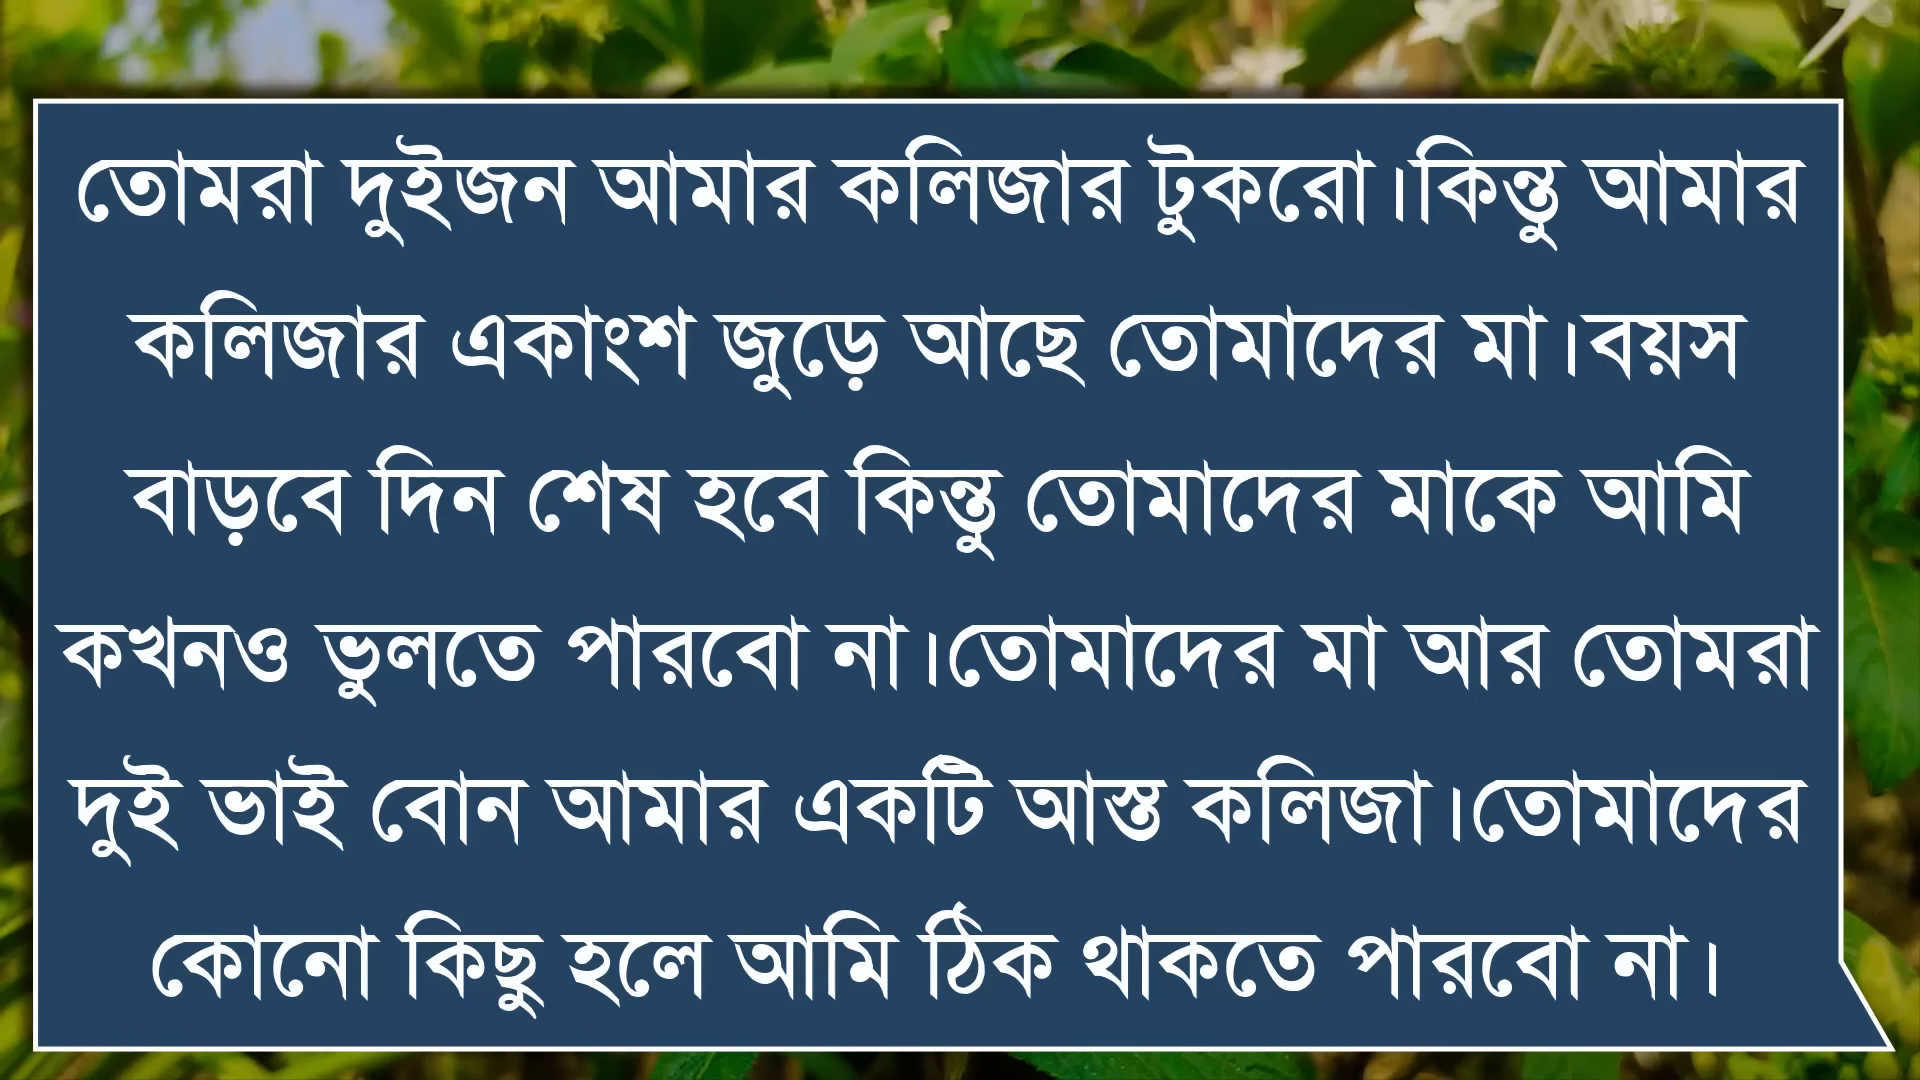 তোমরা দুইজন আমার কলিজার টুকরো।কিন্তু আমার
কলিজার একাংশ জুড়ে আছে তোমাদের মা।বয়স
বাড়বে দিন শেষ হবে কিন্তু তোমাদের মাকে আমি
কখনও ভুলতে পারবো না।তোমাদের মা আর তোমরা
দুই ভাই বোন আমার একটি আস্ত কলিজা।তোমাদের
কোনো কিছু হলে আমি ঠিক থাকতে পারবো না।